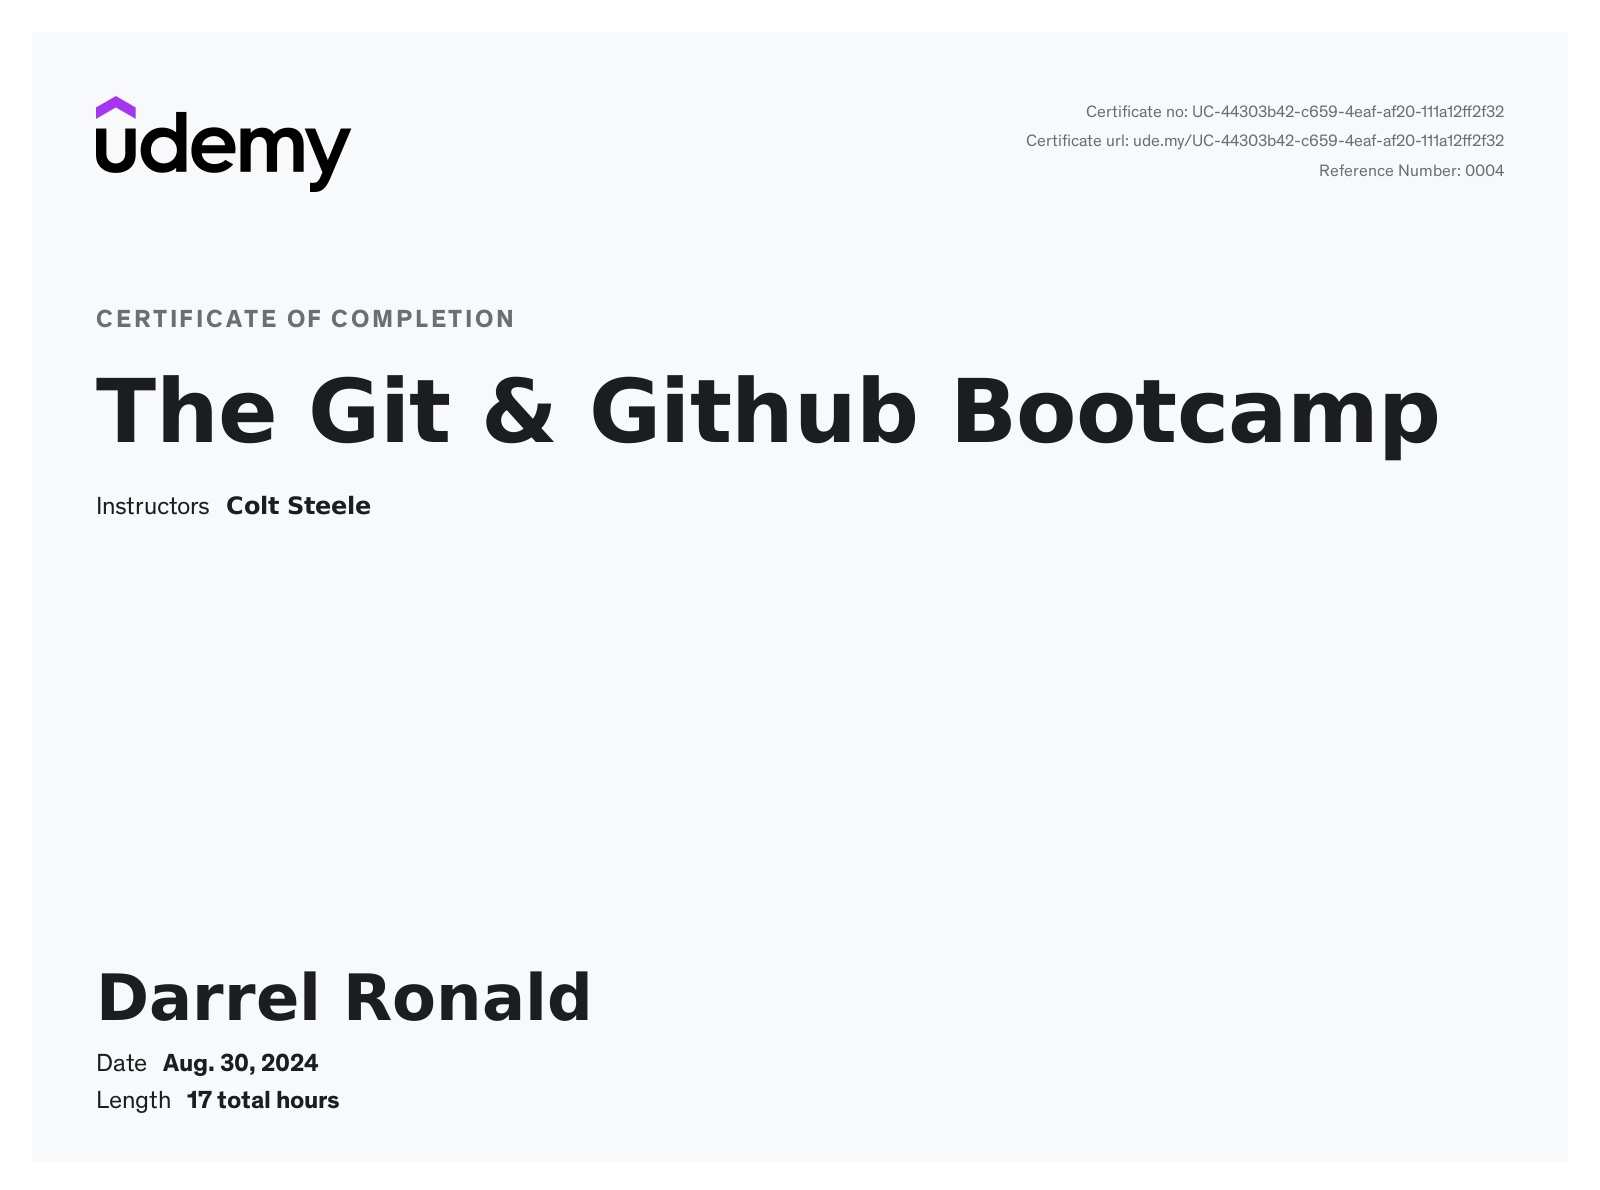 udemy
Certificate no: UC-44303b42-c659-4eaf-af20-111a12ff2f32
Certificate url: ude.my/UC-44303b42-c659-4eaf-af20-111a12ff2f32
Reference Number: 0004
CERTIFICATE OF COMPLETION
The Git & Github Bootcamp
Instructors Colt Steele
Darrel Ronald
Date Aug. 30, 2024
Length 17 total hours